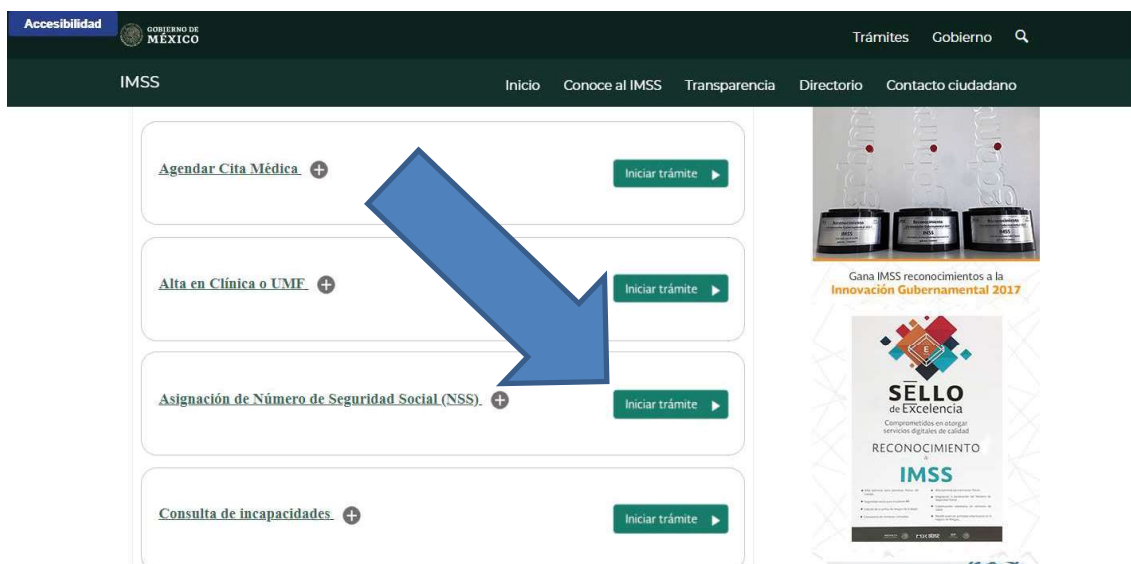 Accesibilidad
GOBIERNO DE
MÉXICO
Trámites Gobierno
IMSS
Inicio Conoce al IMSS Transparencia Directorio Contacto ciudadano
Agendar Cita Médica
Iniciar trámite
Alta en Clínica o UMF
Iniciar trámite
Asignación de Número de Seguridad Social (NSS)
Iniciar trámite
Consulta de incapacidades
Iniciar trámite
IMSS
IMSS
IMSS
Gana IMSS reconocimientos a la
Innovación Gubernamental 2017
E
SELLO
de Excelencia
Comprometidos en otorgar
servicios digitales de calidad
RECONOCIMIENTO
a
IMSS